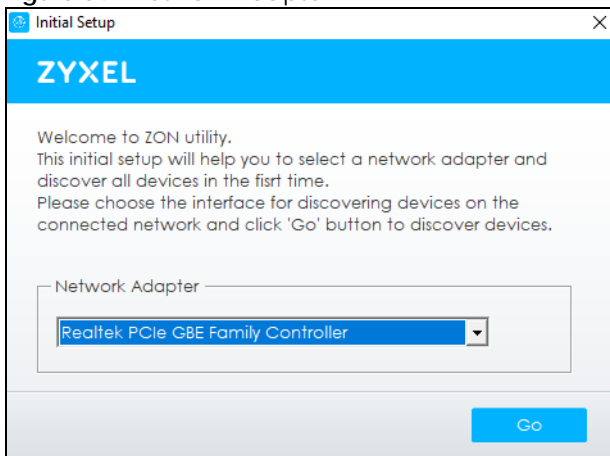 Initial Setup
ZYXEL
Welcome to ZON utility.
This initial setup will help you to select a network adapter and
discover all devices in the fisrt time.
Please choose the interface for discovering devices on the
connected network and click 'Go' button to discover devices.
Network Adapter
Realtek PCIe GBE Family Controller
Go